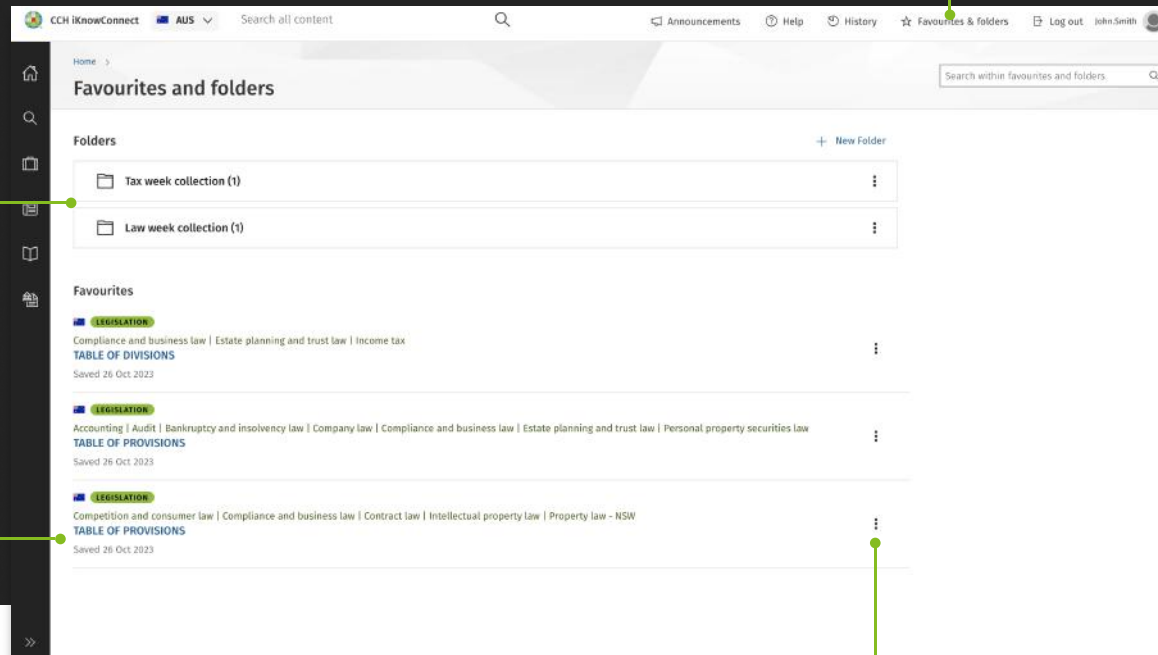 CCH iKnowConnect AUS Search all content Announcements Help History Favourites & folders Log out John.Smith
Home >
Favourites and folders
Search within favourites and folders.
Folders
+ New Folder
Tax week collection (1)
Law week collection (1)
Favourites
LEGISLATION
Compliance and business law | Estate planning and trust law | Income tax
TABLE OF DIVISIONS
Saved 26 Oct 2023
LEGISLATION
Accounting | Audit | Bankruptcy and insolvency law | Company law | Compliance and business law | Estate planning and trust law | Personal property securities law
TABLE OF PROVISIONS
Saved 26 Oct 2023
LEGISLATION
Competition and consumer law | Compliance and business law | Contract law | Intellectual property law | Property law - NSW
TABLE OF PROVISIONS
Saved 26 Oct 2023